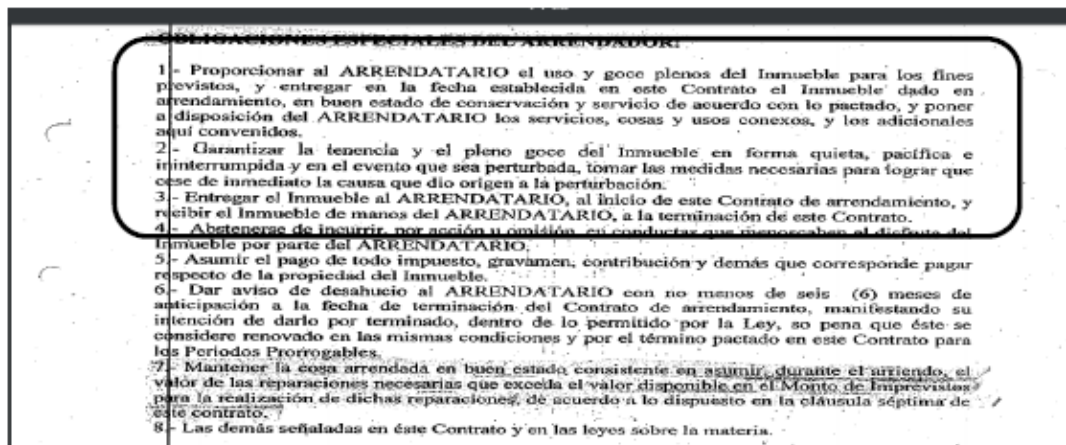 OBLIGACIONES ESPECIALES DEL ARRENDADOR:
1.- Proporcionar al ARRENDATARIO el uso y goce plenos del Inmueble para los fines
previstos, y entregar en la fecha establecida en este Contrato el Inmueble dado en
arrendamiento, en buen estado de conservación y servicio de acuerdo con lo pactado, y poner
a disposición del ARRENDATARIO los servicios, cosas y usos conexos, y los adicionales
aquí convenidos.
2.- Garantizar la tenencia y el pleno goce del Inmueble en forma quieta, pacífica e
ininterrumpida y en el evento que sea perturbada, tomar las medidas necesarias para lograr que
cese de inmediato la causa que dio origen a la perturbación.
3.- Entregar el Inmueble al ARRENDATARIO, al inicio de este Contrato de arrendamiento, y
recibir el Inmueble de manos del ARRENDATARIO, a la terminación de este Contrato.
4.- Abstenerse de incurrir, por acción u omisión, en conductas que menoscaben el disfrute del
Inmueble por parte del ARRENDATARIO.
5.- Asumir el pago de todo impuesto, gravamen, contribución y demás que corresponde pagar
respecto de la propiedad del Inmueble.
6.- Dar aviso de desahucio al ARRENDATARIO con no menos de seis (6) meses de
anticipación a la fecha de terminación del Contrato de arrendamiento, manifestando su
intención de darlo por terminado, dentro de lo permitido por la Ley, so pena que éste se
considere renovado en las mismas condiciones y por el término pactado en este Contrato para
los Periodos Prorrogables.
7.- Mantener la cosa arrendada en buen estado consistente en asumir, durante el arriendo, el
valor de las reparaciones necesarias que exceda el valor disponible en el Monto de Imprevistas
para la realización de dichas reparaciones, de acuerdo a lo dispuesto en la cláusula séptima de
este contrato.
8.- Las demás señaladas en éste Contrato y en las leyes sobre la materia.